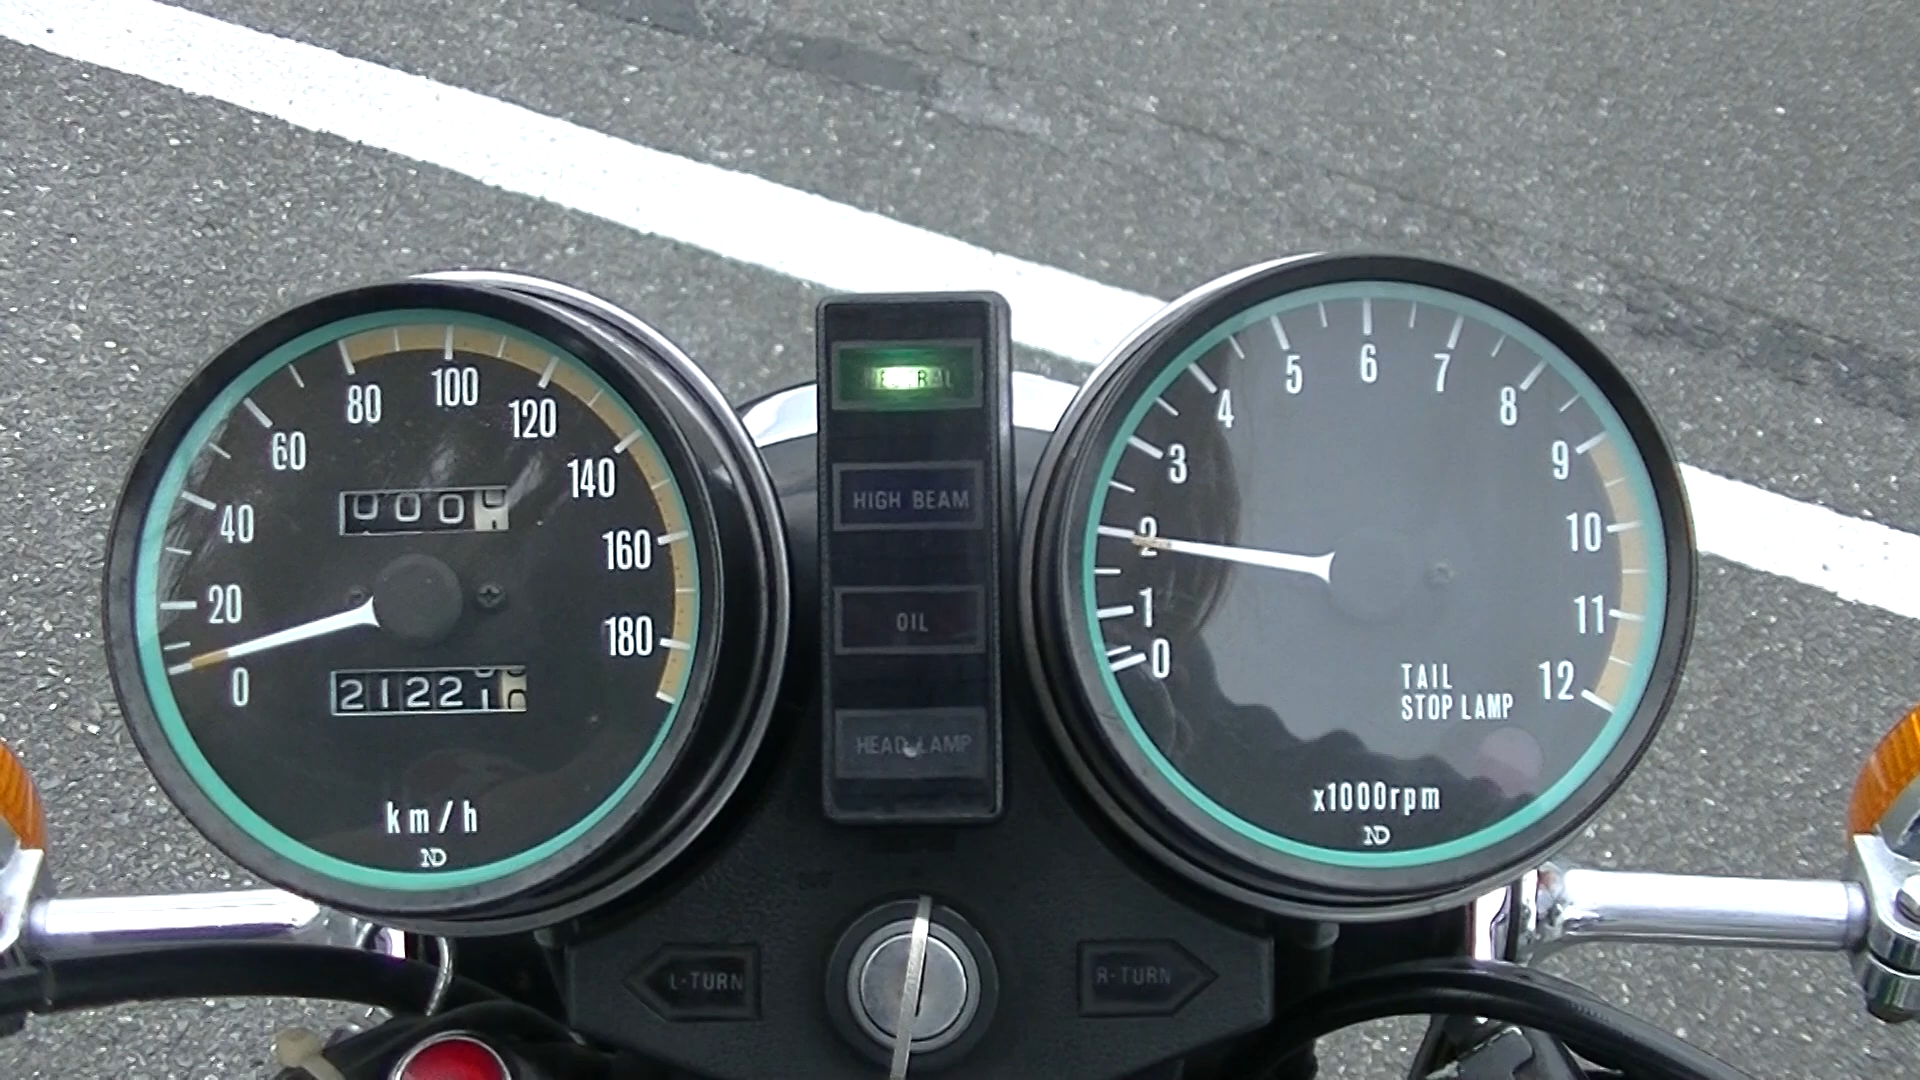 0
20
40
60
80
100
120
140
160
180
000
21221
km/h
ND
NEUTRAL
HIGH BEAM
OIL
HEAD LAMP
0
1
2
3
4
5
6
7
8
9
10
11
12
TAIL
STOP LAMP
x1000rpm
ND
L-TURN
R-TURN